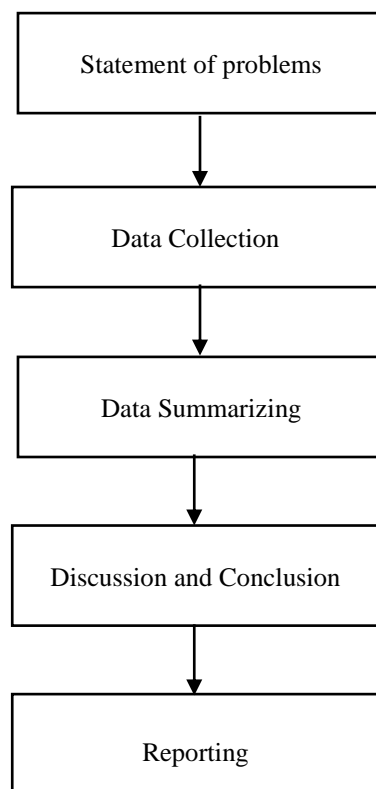 Statement of problems
Data Collection
Data Summarizing
Discussion and Conclusion
Reporting